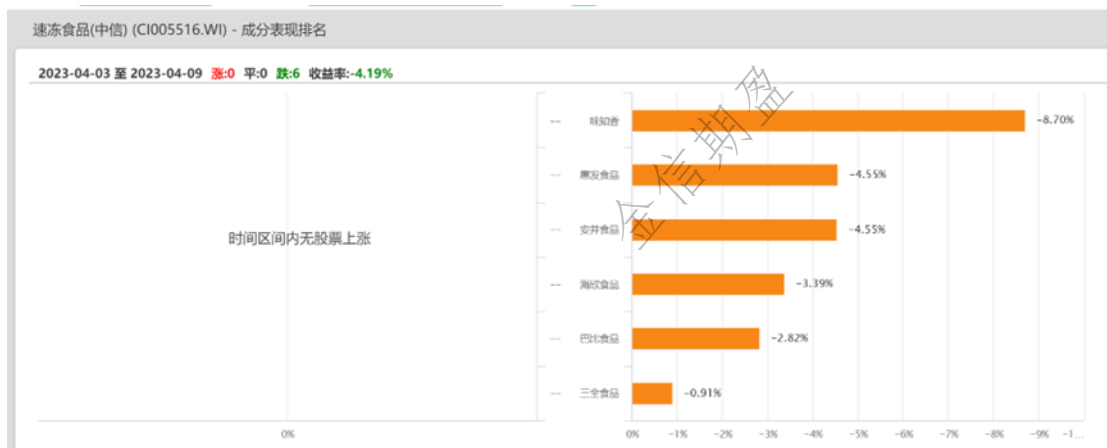 速冻食品(中信) (CI005516.WI) - 成分表现排名
2023-04-03 至 2023-04-09 涨:0 平:0 跌:6 收益率:-4.19%
时间区间内无股票上涨
0%
-- 味知香 -8.70%
-- 惠发食品 -4.55%
-- 安井食品 -4.55%
-- 海欣食品 -3.39%
-- 巴比食品 -2.82%
-- 三全食品 -0.91%
0% -1% -2% -3% -4% -5% -6% -7% -8% -9% -1...
金信期盈